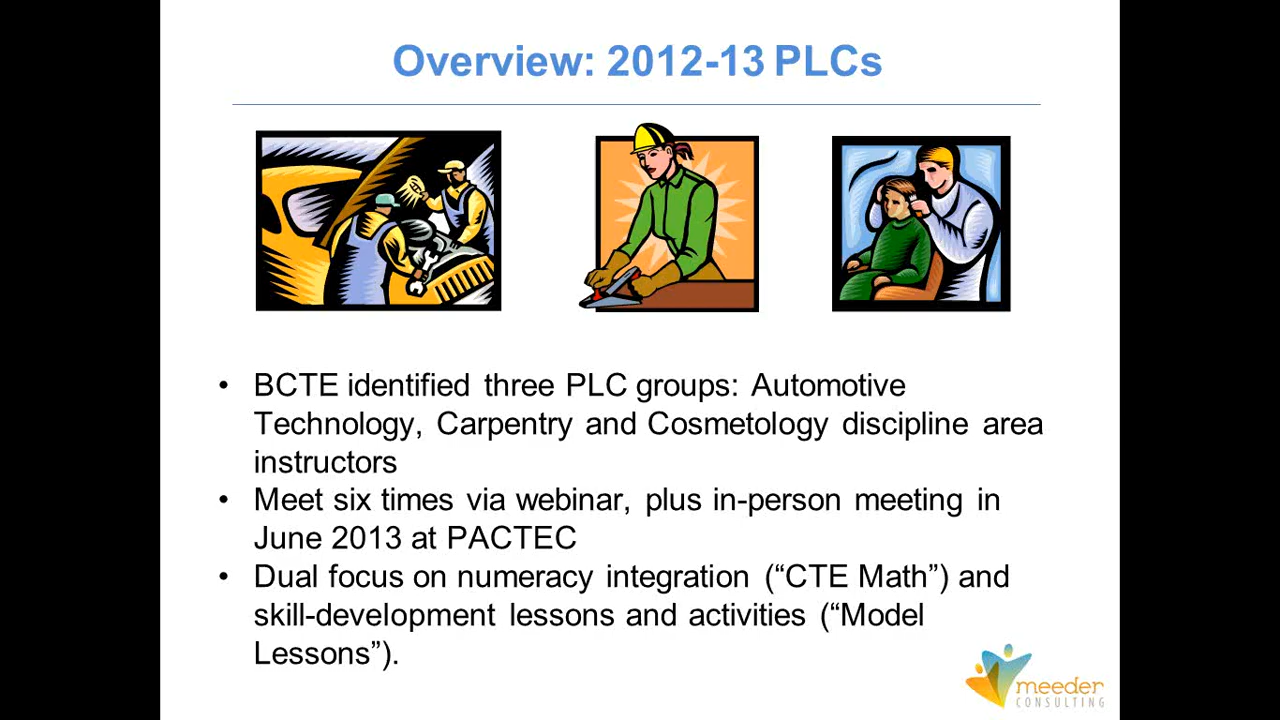 Overview: 2012-13 PLCs
• BCTE identified three PLC groups: Automotive
Technology, Carpentry and Cosmetology discipline area
instructors
• Meet six times via webinar, plus in-person meeting in
June 2013 at PACTEC
• Dual focus on numeracy integration (“CTE Math”) and
skill-development lessons and activities (“Model
Lessons”).
meeder
CONSULTING